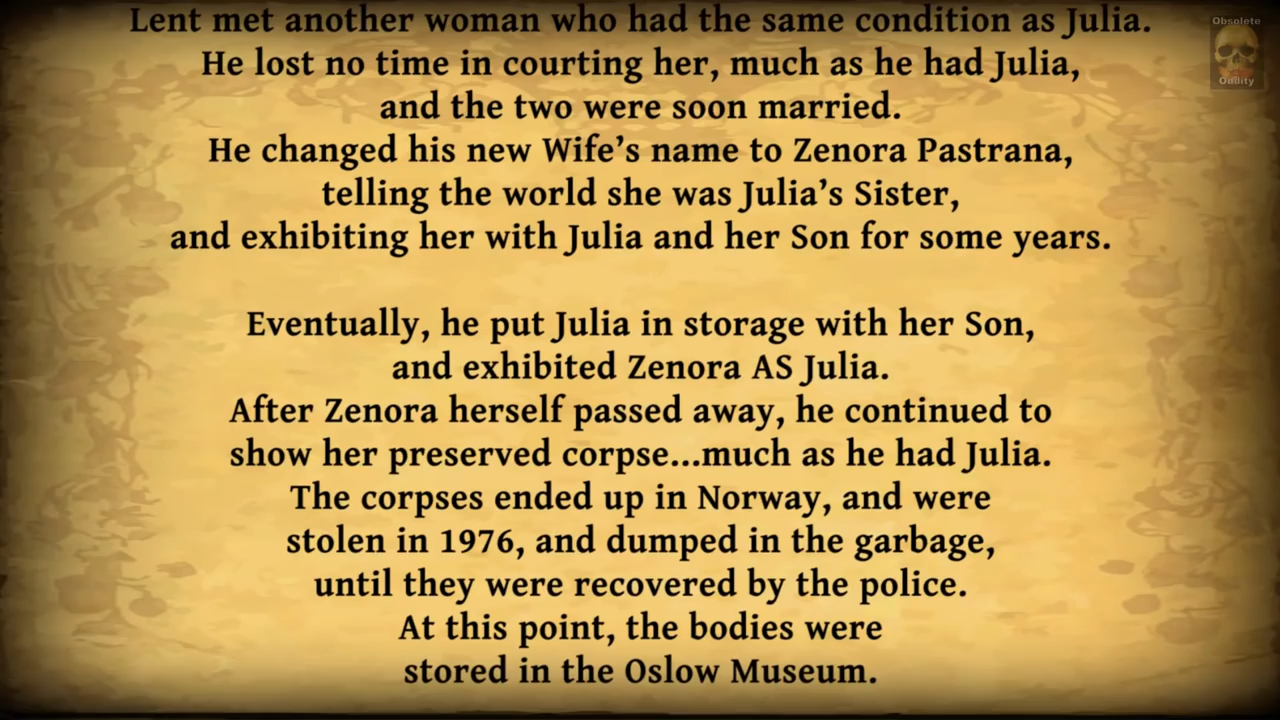 Lent met another woman who had the same condition as Julia.
He lost no time in courting her, much as he had Julia,
and the two were soon married.
He changed his new Wife’s name to Zenora Pastrana,
telling the world she was Julia’s Sister,
and exhibiting her with Julia and her Son for some years.
Eventually, he put Julia in storage with her Son,
and exhibited Zenora AS Julia.
After Zenora herself passed away, he continued to
show her preserved corpse...much as he had Julia.
The corpses ended up in Norway, and were
stolen in 1976, and dumped in the garbage,
until they were recovered by the police.
At this point, the bodies were
stored in the Oslow Museum.
Obsolete
Oddity